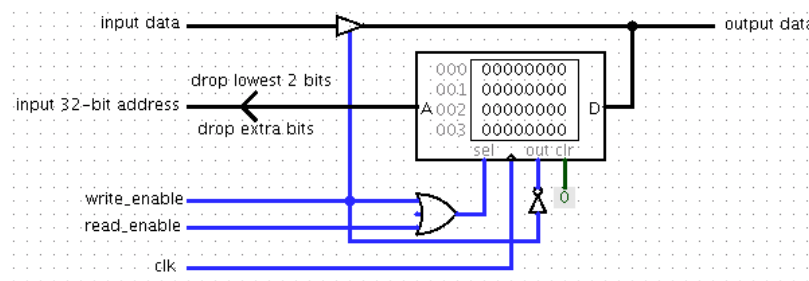 input data
output data
drop lowest 2 bits
000 00000000
001 00000000
input 32-bit address
A 002 00000000 D
003 00000000
drop extra bits
sel out clr
write_enable
0
read_enable
clk